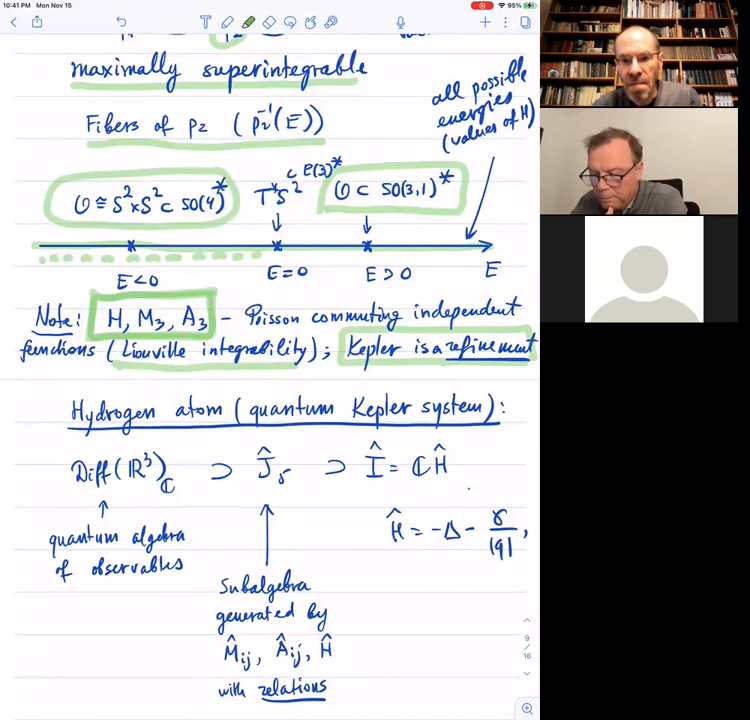 10:41 PM Mon Nov 15
95%
maximally superintegrable
Fibers of p₂ (p₂⁻¹(E))
all possible
energies
(values of H)
O ≅ S²×S² ⊂ SO(4)*
T*S² ⊂ E(3)*
O ⊂ SO(3,1)*
E<0
E=0
E>0
E
Note: H, M₃, A₃ – Poisson commuting independent
functions (Liouville integrability); Kepler is a refinement
Hydrogen atom (quantum Kepler system):
Diff(ℝ³)_ℂ ⊃ Ĵ_γ ⊃ Î = ℂĤ
quantum algebra
of observables
Ĥ = -Δ - γ/|q|,
Subalgebra
generated by
M̂ᵢⱼ, Âᵢⱼ, Ĥ
with relations
9
/
16